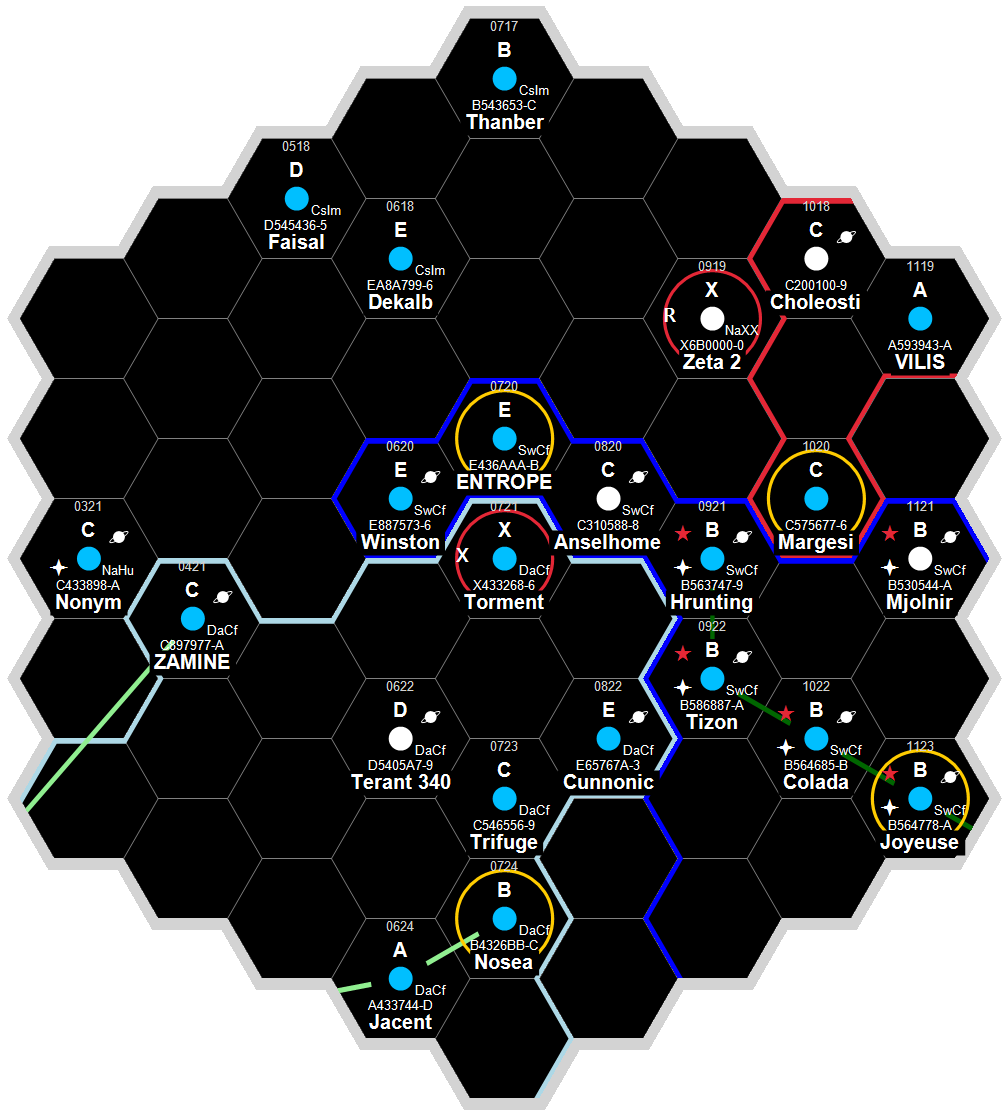 0717
B
CsIm
B543653-C
Thanber
0518
D
CsIm
D545436-5
Faisal
0618
E
CsIm
EA8A799-6
Dekalb
1018
C
C200100-9
Choleosti
0919
X
R
NaXX
X6B0000-0
Zeta 2
1119
A
A593943-A
VILIS
0720
E
SwCf
E436AAA-B
ENTROPE
0620
E
SwCf
E887573-6
Winston
0820
C
SwCf
C310588-8
Anselhome
1020
C
C575677-6
Margesi
0321
C
NaHu
C433898-A
Nonym
0721
X
X
DaCf
X433268-6
Torment
0921
B
SwCf
B563747-9
Hrunting
1121
B
SwCf
B530544-A
Mjolnir
0421
C
DaCf
C897977-A
ZAMINE
0922
B
SwCf
B586887-A
Tizon
0622
D
DaCf
D5405A7-9
Terant 340
0822
E
DaCf
E65767A-3
Cunnonic
1022
B
SwCf
B564685-B
Colada
0723
C
DaCf
C546556-9
Trifuge
1123
B
SwCf
B564778-A
Joyeuse
0724
B
DaCf
B4326BB-C
Nosea
0624
A
DaCf
A433744-D
Jacent